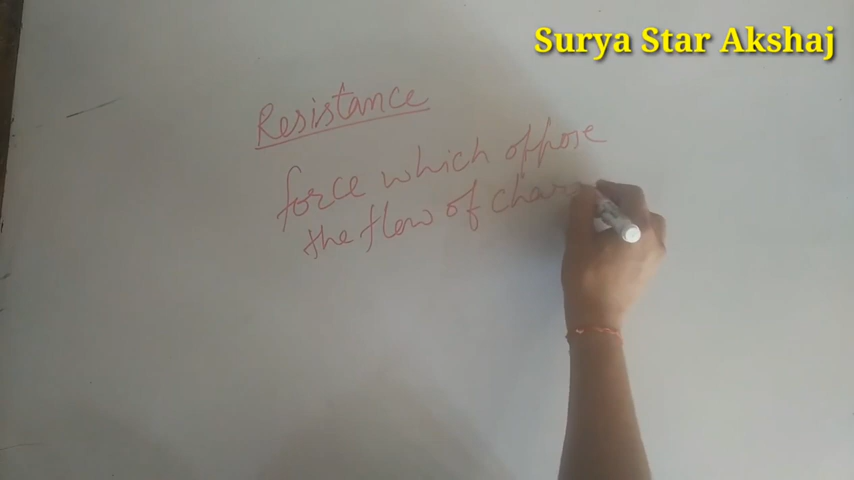 Surya Star Akshaj
Resistance
force which oppose
the flow of